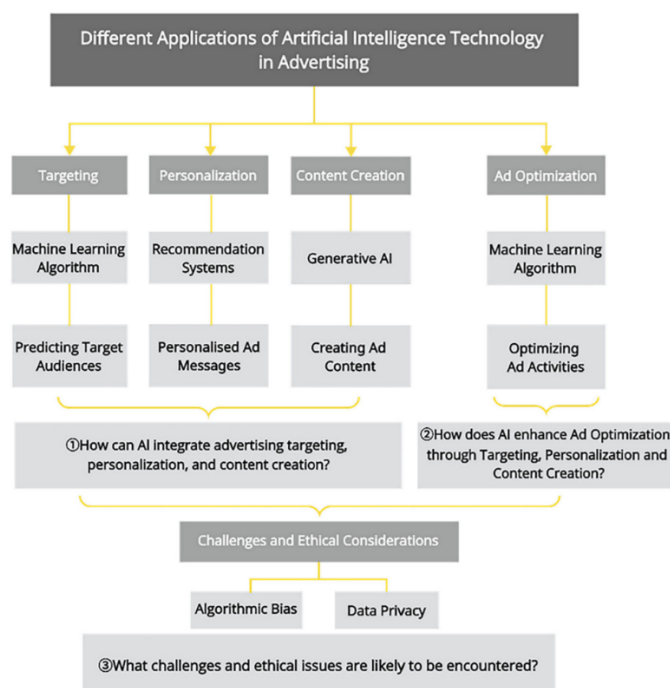 Different Applications of Artificial Intelligence Technology
in Advertising
Targeting
Personalization
Content Creation
Ad Optimization
Machine Learning
Algorithm
Recommendation
Systems
Generative AI
Machine Learning
Algorithm
Predicting Target
Audiences
Personalised Ad
Messages
Creating Ad
Content
Optimizing
Ad Activities
①How can AI integrate advertising targeting,
personalization, and content creation?
②How does AI enhance Ad Optimization
through Targeting, Personalization and
Content Creation?
Challenges and Ethical Considerations
Algorithmic Bias
Data Privacy
③What challenges and ethical issues are likely to be encountered?